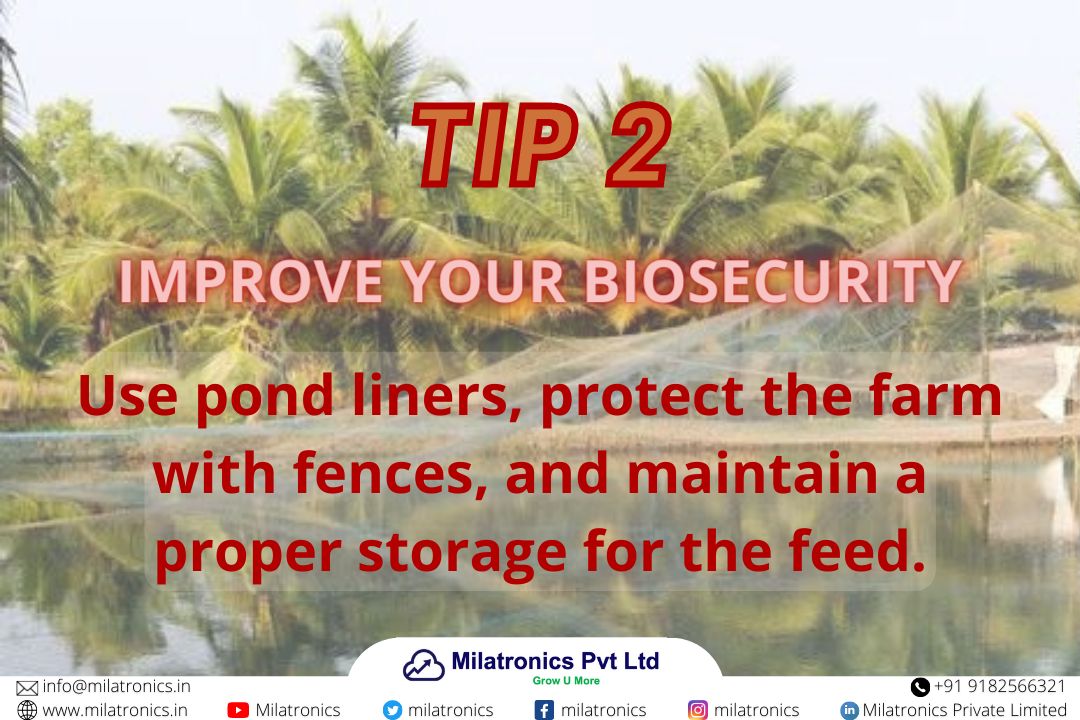 TIP 2
IMPROVE YOUR BIOSECURITY
Use pond liners, protect the farm
with fences, and maintain a
proper storage for the feed.
Milatronics Pvt Ltd
Grow U More
info@milatronics.in
+91 9182566321
www.milatronics.in
Milatronics
milatronics
milatronics
milatronics
Milatronics Private Limited